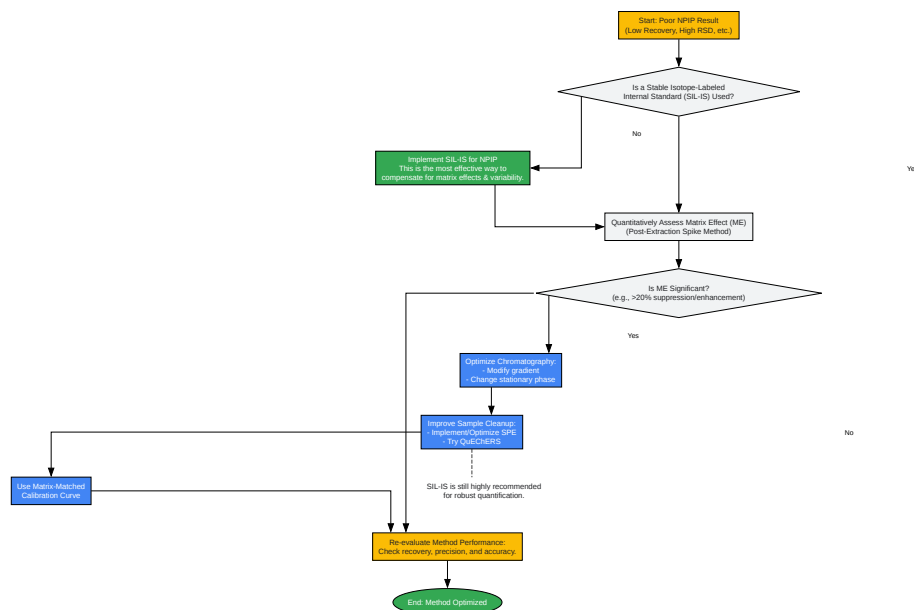 Start: Poor NPIP Result
(Low Recovery, High RSD, etc.)
Is a Stable Isotope-Labeled
Internal Standard (SIL-IS) Used?
No
Implement SIL-IS for NPIP
This is the most effective way to
compensate for matrix effects & variability.
Ye
Quantitatively Assess Matrix Effect (ME)
(Post-Extraction Spike Method)
Is ME Significant?
(e.g., >20% suppression/enhancement)
Yes
Optimize Chromatography:
- Modify gradient
- Change stationary phase
Improve Sample Cleanup:
- Implement/Optimize SPE
- Try QuEChERS
No
Use Matrix-Matched
Calibration Curve
SIL-IS is still highly recommended
for robust quantification.
Re-evaluate Method Performance:
Check recovery, precision, and accuracy.
End: Method Optimized